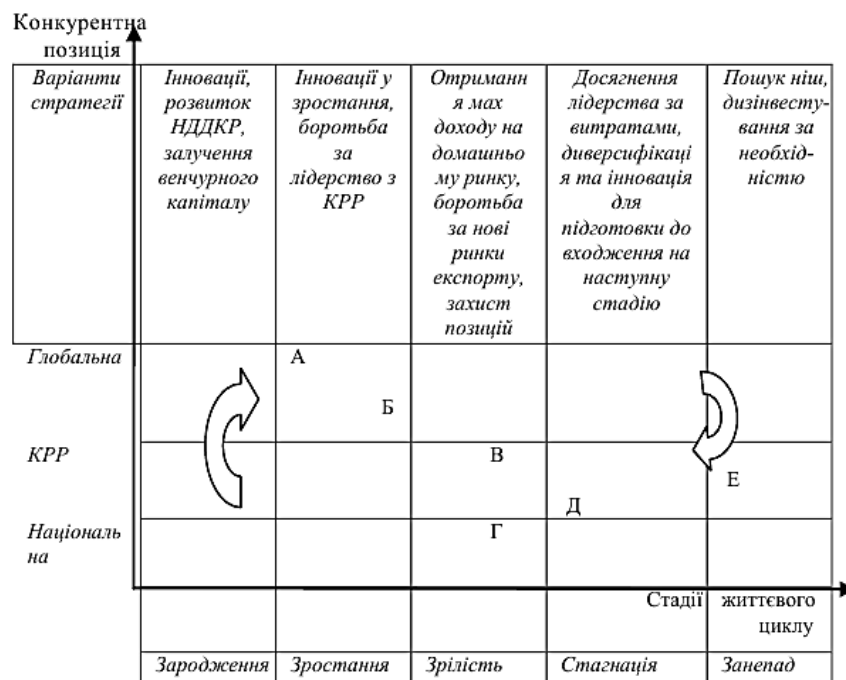 Конкурентна
позиція
Варіанти
стратегії
Інновації,
розвиток
НДДКР,
залучення
венчурного
капіталу
Інновації у
зростання,
боротьба
за
лідерство з
КРР
Отриманн
я мах
доходу на
домашньо
му ринку,
боротьба
за нові
ринки
експорту,
захист
позицій
Досягнення
лідерства за
витратами,
диверсифікаці
я та інновація
для
підготовки до
входження на
наступну
стадію
Пошук ніш,
дизінвесту-
вання за
необхід-
ністю
Глобальна
А
Б
КРР
В
Е
Д
Національ
на
Г
Стадії життєвого
циклу
Зародження
Зростання
Зрілість
Стагнація
Занепад